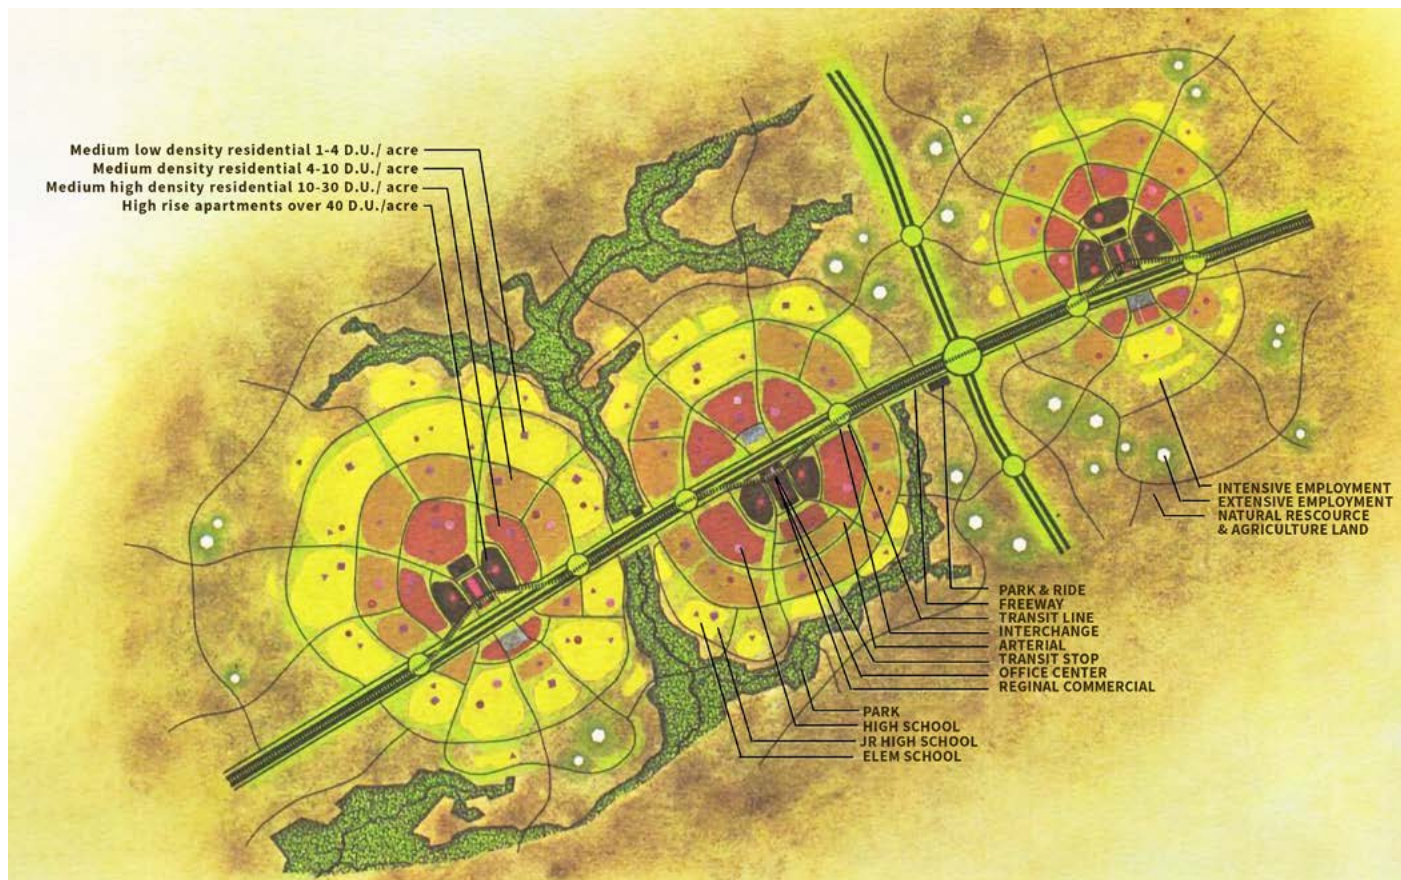 Medium low density residential 1-4 D.U./ acre
Medium density residential 4-10 D.U./ acre
Medium high density residential 10-30 D.U./ acre
High rise apartments over 40 D.U./acre
INTENSIVE EMPLOYMENT
EXTENSIVE EMPLOYMENT
NATURAL RESCOURCE
& AGRICULTURE LAND
PARK & RIDE
FREEWAY
TRANSIT LINE
INTERCHANGE
ARTERIAL
TRANSIT STOP
OFFICE CENTER
REGINAL COMMERCIAL
PARK
HIGH SCHOOL
JR HIGH SCHOOL
ELEM SCHOOL